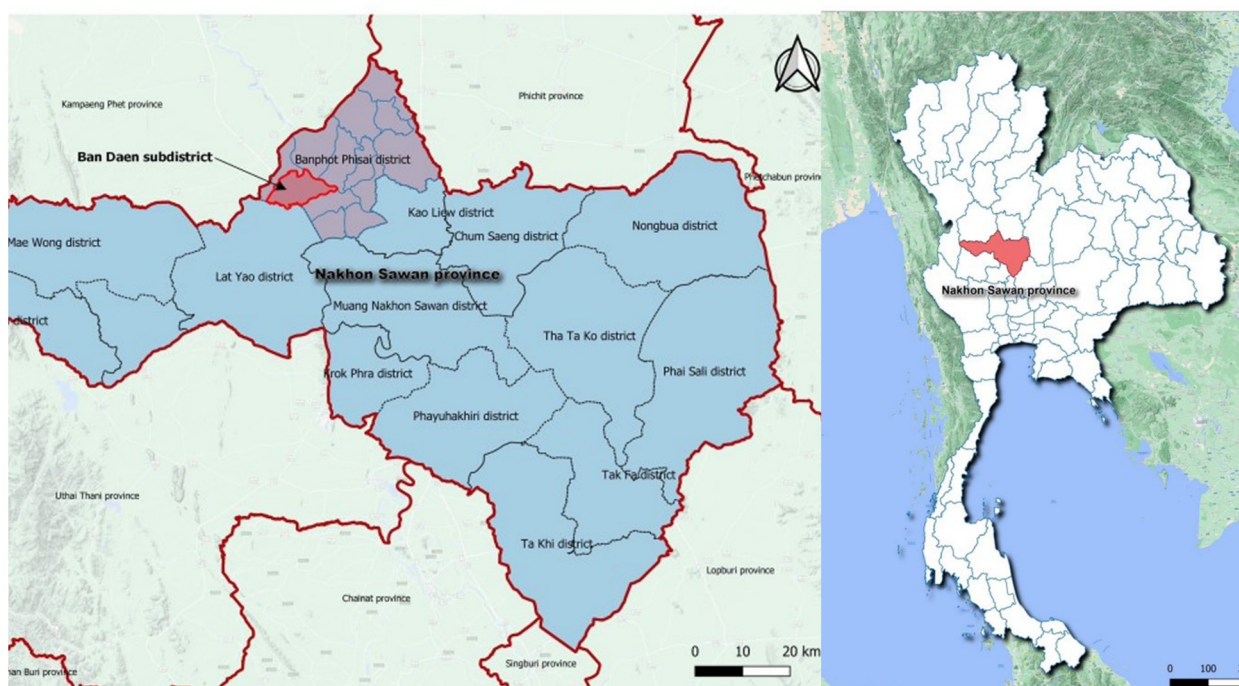 Kampaeng Phet province
Phichit province
Ban Daen subdistrict
Banphot Phisai district
Phetchabun province
Kao Liew district
Mae Wong district
Chum Saeng district
Nongbua district
Lat Yao district
Nakhon Sawan province
Muang Nakhon Sawan district
district
Tha Ta Ko district
Krok Phra district
Phai Sali district
Phayuhakhiri district
Tak Fa district
Uthai Thani province
Ta Khi district
Chainat province
Lopburi province
Singburi province
Buri province
0 10 20 km
Nakhon Sawan province
0 100